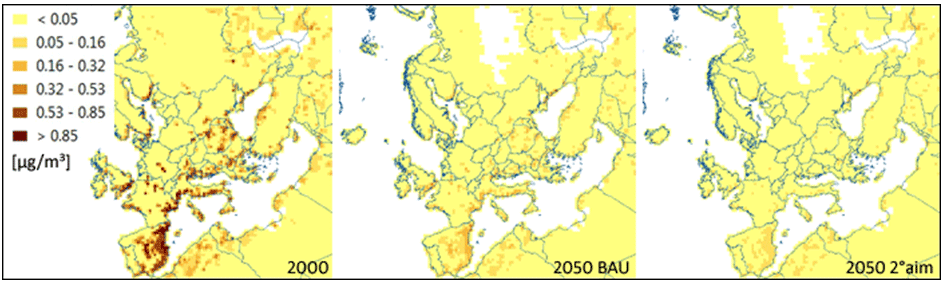 < 0.05
0.05 - 0.16
0.16 - 0.32
0.32 - 0.53
0.53 - 0.85
> 0.85
[µg/m³]
2000
2050 BAU
2050 2°aim